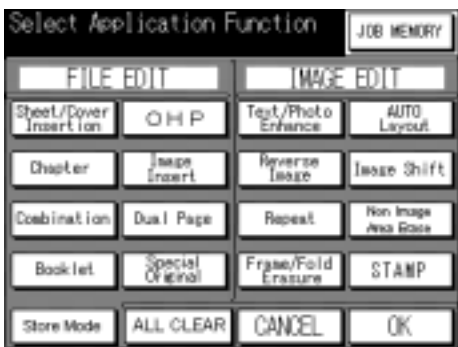 Select Application Function
JOB MEMORY
FILE EDIT
IMAGE EDIT
Sheet/Cover
Insertion
OHP
Text/Photo
Enhance
AUTO
Layout
Chapter
Image
Insert
Reverse
Image
Image Shift
Combination
Dual Page
Repeat
Non Image
Area Erase
Booklet
Special
Original
Frame/Fold
Erasure
STAMP
Store Mode
ALL CLEAR
CANCEL
OK